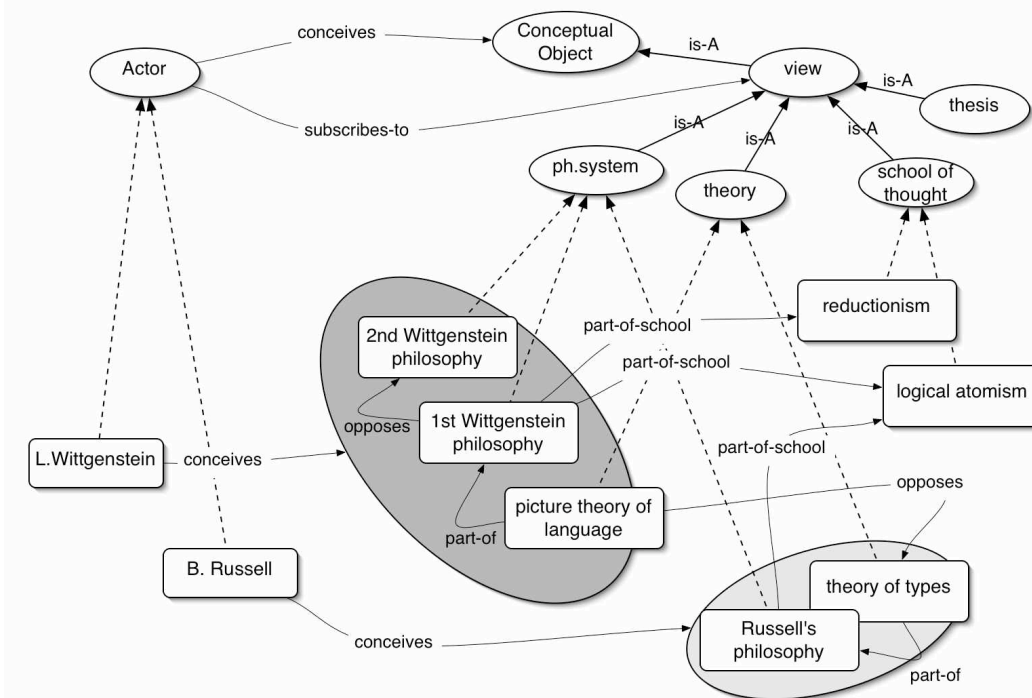 conceives
Conceptual
Object
is-A
Actor
view
is-A
thesis
subscribes-to
is-A
is-A
is-A
ph.system
theory
school of
thought
reductionism
part-of-school
2nd Wittgenstein
philosophy
part-of-school
logical atomism
opposes
1st Wittgenstein
philosophy
part-of-school
L.Wittgenstein
conceives
opposes
picture theory of
language
part-of
B. Russell
theory of types
conceives
Russell's
philosophy
part-of